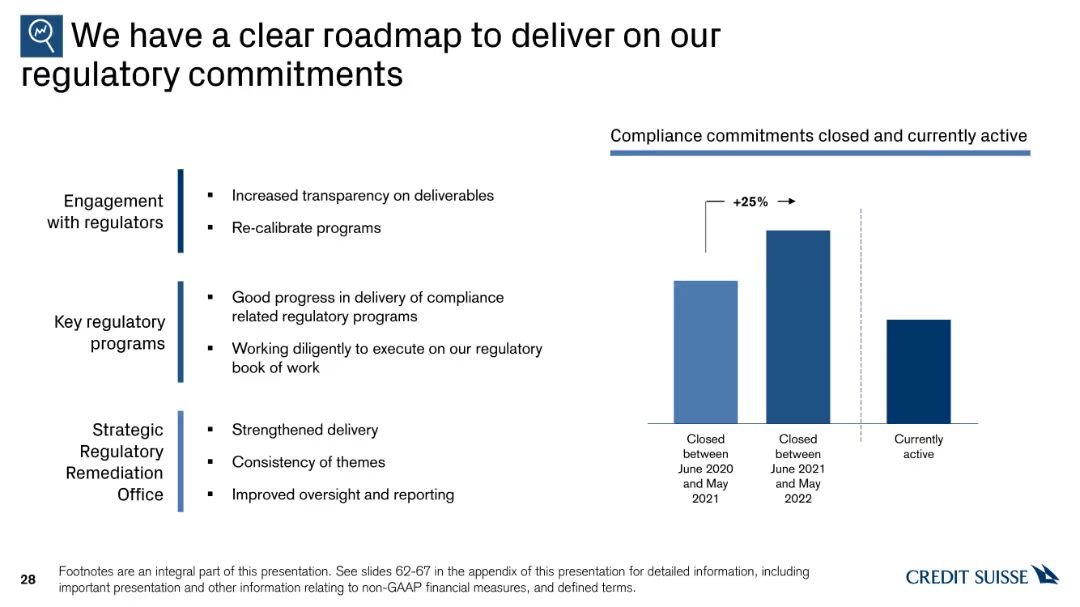 We have a clear roadmap to deliver on our
regulatory commitments
Engagement
with regulators
▪ Increased transparency on deliverables
▪ Re-calibrate programs
Key regulatory
programs
▪ Good progress in delivery of compliance
related regulatory programs
▪ Working diligently to execute on our regulatory
book of work
Strategic
Regulatory
Remediation
Office
▪ Strengthened delivery
▪ Consistency of themes
▪ Improved oversight and reporting
Compliance commitments closed and currently active
+25%
Closed
between
June 2020
and May
2021
Closed
between
June 2021
and May
2022
Currently
active
28
Footnotes are an integral part of this presentation. See slides 62-67 in the appendix of this presentation for detailed information, including
important presentation and other information relating to non-GAAP financial measures, and defined terms.
CREDIT SUISSE